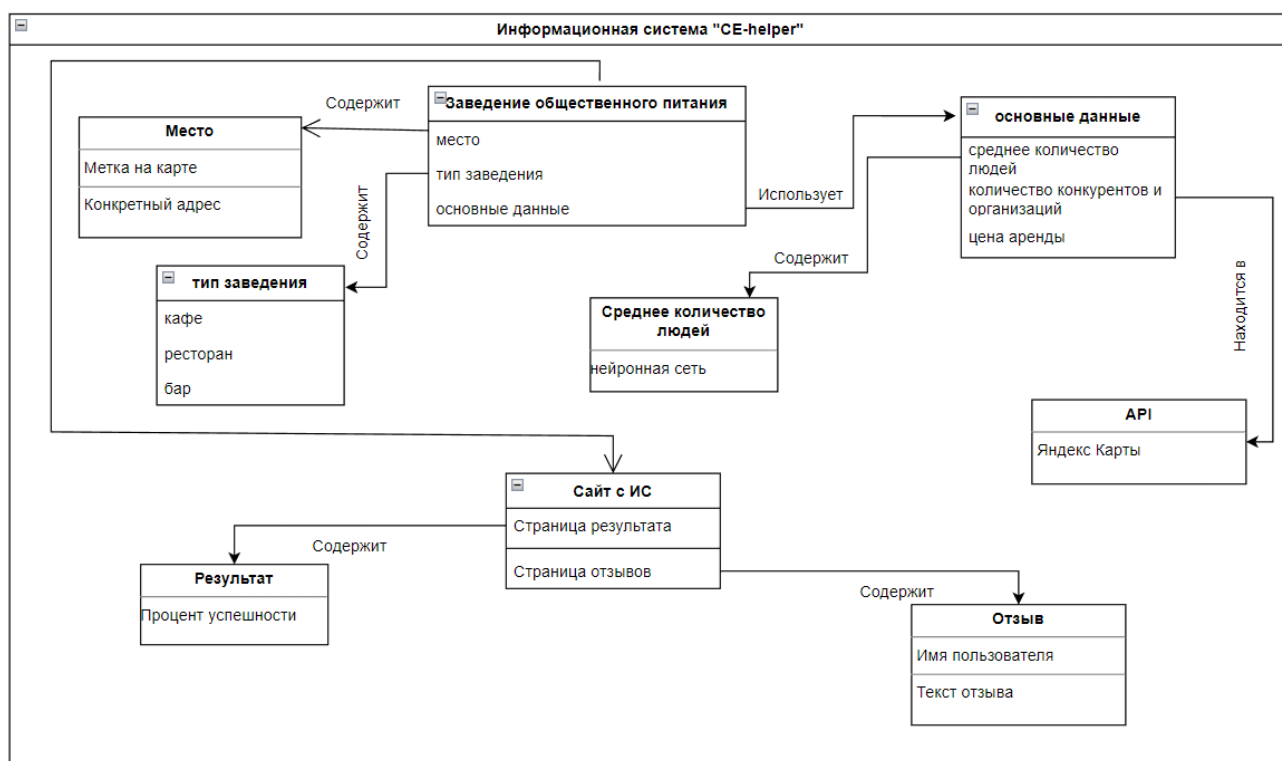 Информационная система "CE-helper"
Содержит
Заведение общественного питания
место
тип заведения
основные данные
Место
Метка на карте
Конкретный адрес
Содержит
Использует
основные данные
среднее количество
людей
количество конкурентов и
организаций
цена аренды
тип заведения
кафе
ресторан
бар
Содержит
Среднее количество
людей
нейронная сеть
Находится в
API
Яндекс Карты
Сайт с ИС
Страница результата
Страница отзывов
Содержит
Результат
Процент успешности
Содержит
Отзыв
Имя пользователя
Текст отзыва